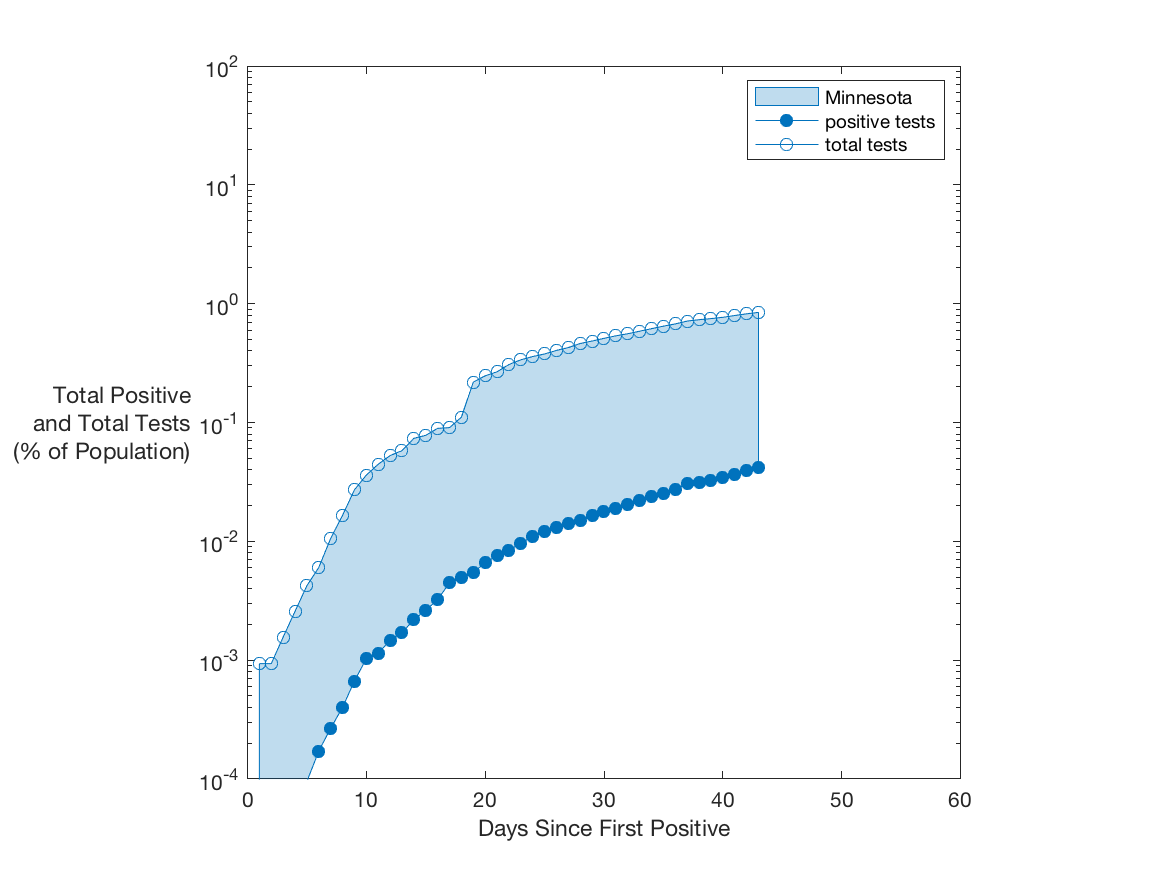 10^2
10^1
10^0
10^-1
10^-2
10^-3
10^-4
Total Positive
and Total Tests
(% of Population)
Minnesota
positive tests
total tests
0 10 20 30 40 50 60
Days Since First Positive